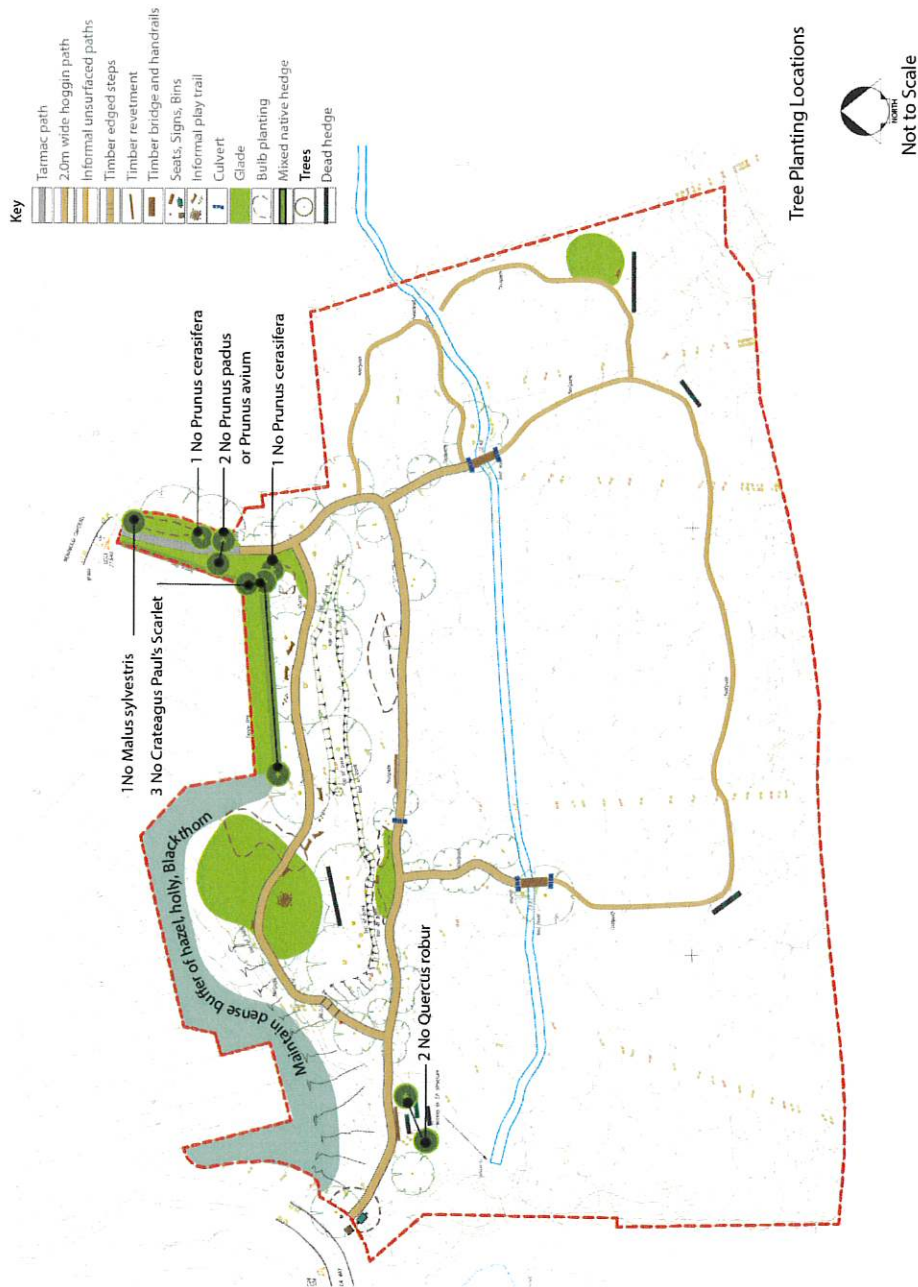 Key
Tarmac path
2.0m wide hoggin path
Informal unsurfaced paths
Timber edged steps
Timber revetment
Timber bridge and handrails
Seats, Signs, Bins
Informal play trail
Culvert
Glade
Bulb planting
Mixed native hedge
Trees
Dead hedge
1 No Prunus cerasifera
2 No Prunus padus
or Prunus avium
1 No Prunus cerasifera
1No Malus sylvestris
3 No Crateagus Paul's Scarlet
Maintain dense buffer of hazel, holly, Blackthorn
2 No Quercus robur
Tree Planting Locations
NORTH
Not to Scale